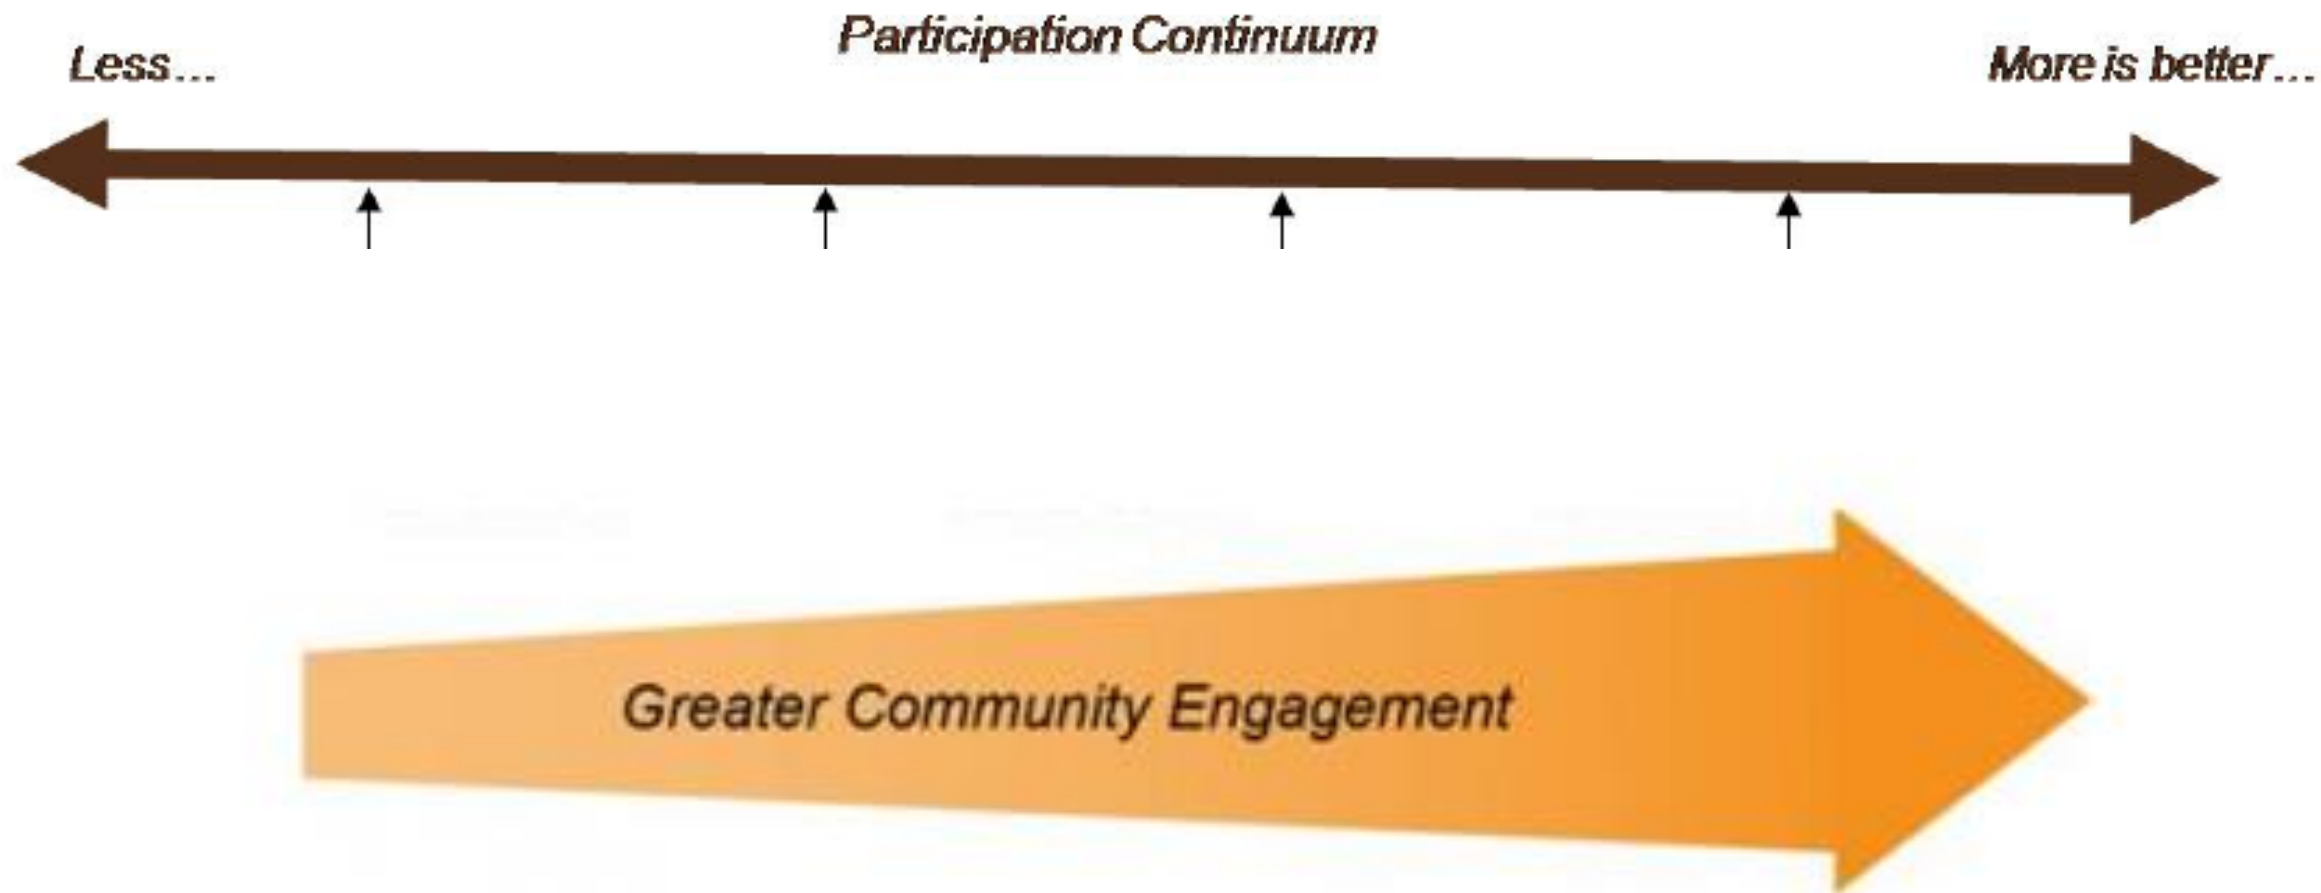 Participation Continuum
Less...
More is better...
Greater Community Engagement